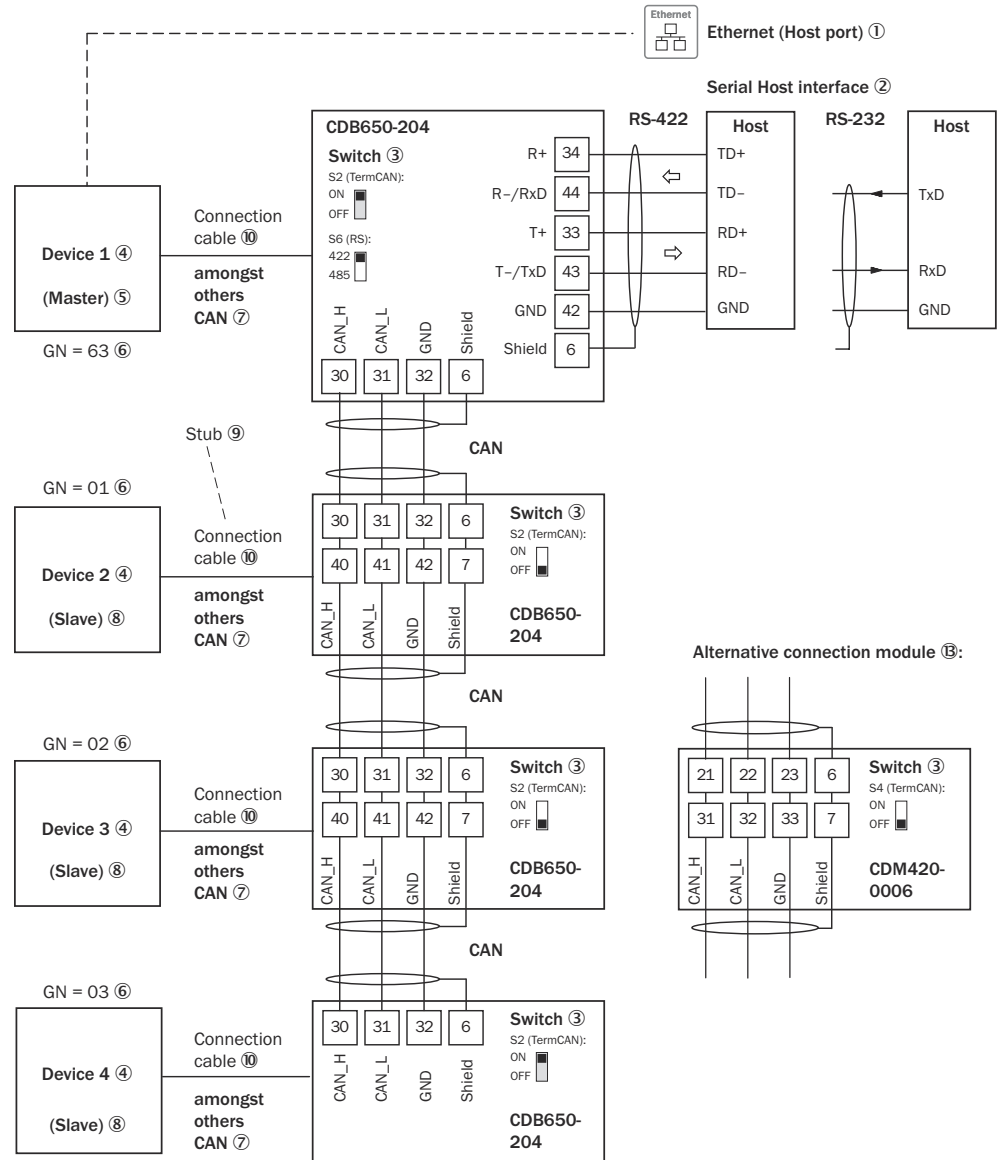 Ethernet
Ethernet (Host port) ①
Serial Host interface ②
CDB650-204
Switch ③
S2 (TermCAN):
ON
OFF
S6 (RS):
422
485
R+ 34
R–/RxD 44
T+ 33
T–/TxD 43
GND 42
Shield 6
CAN_H
CAN_L
GND
Shield
30 31 32 6
RS-422
Host
TD+
TD–
RD+
RD–
GND
RS-232
Host
TxD
RxD
GND
Device 1 ④
(Master) ⑤
GN = 63 ⑥
Connection
cable ⑩
amongst
others
CAN ⑦
CAN
Stub ⑨
GN = 01 ⑥
Device 2 ④
(Slave) ⑧
Connection
cable ⑩
amongst
others
CAN ⑦
30 31 32 6
40 41 42 7
CAN_H
CAN_L
GND
Shield
Switch ③
S2 (TermCAN):
ON
OFF
CDB650-
204
CAN
GN = 02 ⑥
Device 3 ④
(Slave) ⑧
Connection
cable ⑩
amongst
others
CAN ⑦
30 31 32 6
40 41 42 7
CAN_H
CAN_L
GND
Shield
Switch ③
S2 (TermCAN):
ON
OFF
CDB650-
204
CAN
Alternative connection module ⑬:
21 22 23 6
31 32 33 7
CAN_H
CAN_L
GND
Shield
Switch ③
S4 (TermCAN):
ON
OFF
CDM420-
0006
GN = 03 ⑥
Device 4 ④
(Slave) ⑧
Connection
cable ⑩
amongst
others
CAN ⑦
30 31 32 6
CAN_H
CAN_L
GND
Shield
Switch ③
S2 (TermCAN):
ON
OFF
CDB650-
204